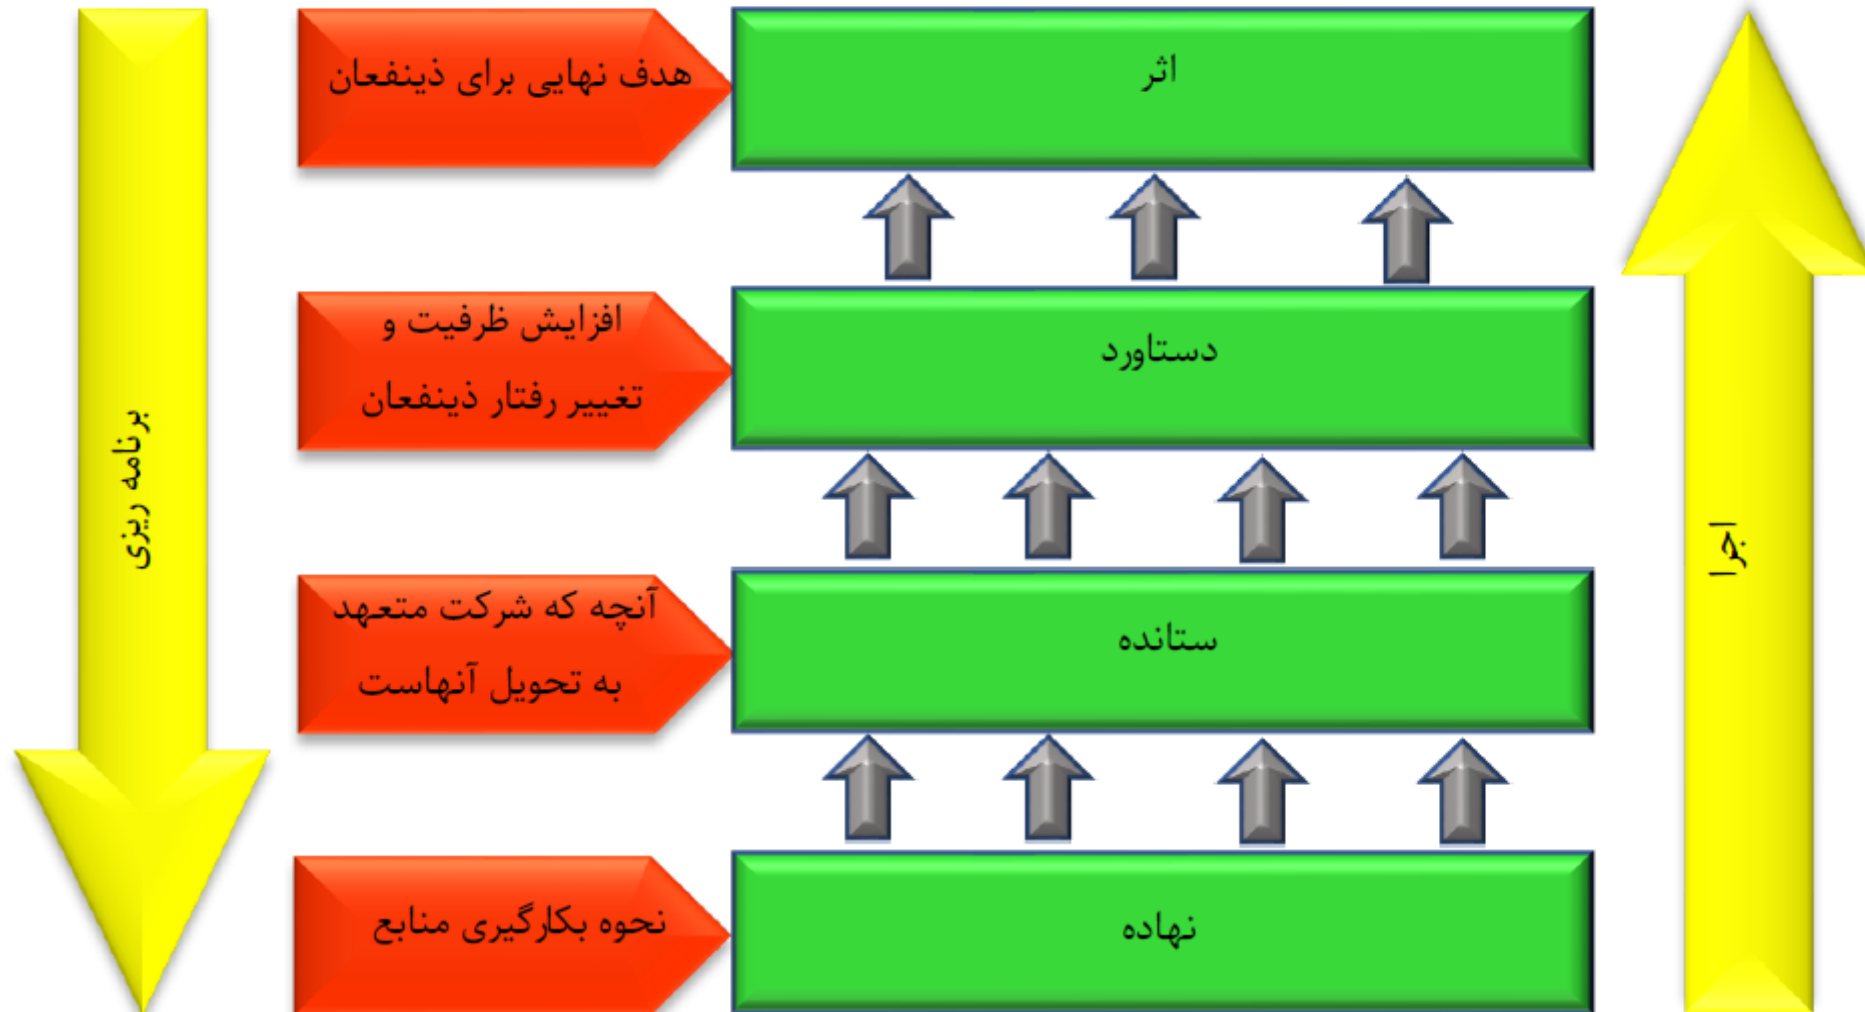 اثر
هدف نهایی برای ذینفعان
دستاورد
افزایش ظرفیت و
تغییر رفتار ذینفعان
ستانده
آنچه که شرکت متعهد
به تحویل آنهاست
نهاده
نحوه بکارگیری منابع
اجرا
برنامه ریزی